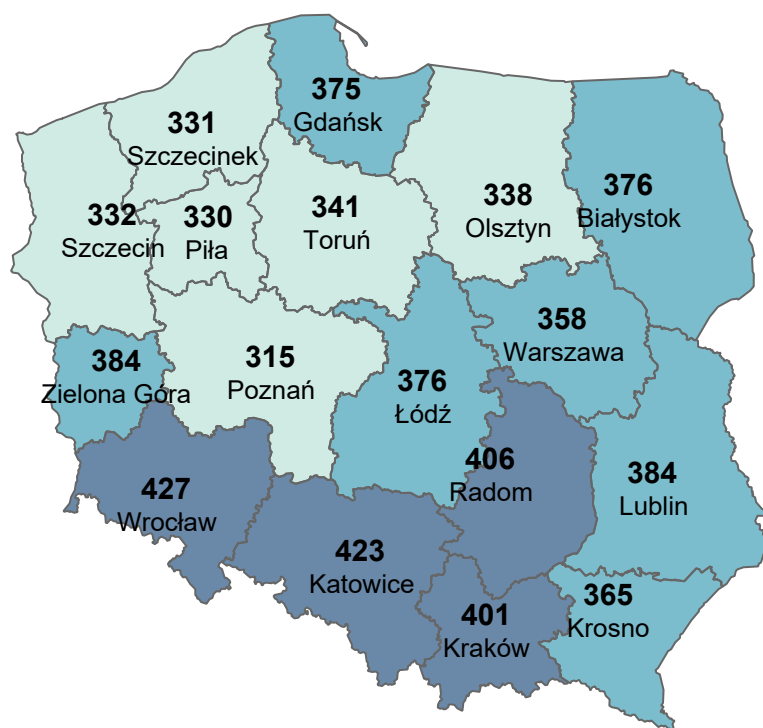 375
Gdańsk
331
Szczecinek
332
Szczecin
330
Piła
341
Toruń
338
Olsztyn
376
Białystok
384
Zielona Góra
315
Poznań
376
Łódź
358
Warszawa
427
Wrocław
406
Radom
384
Lublin
423
Katowice
401
Kraków
365
Krosno